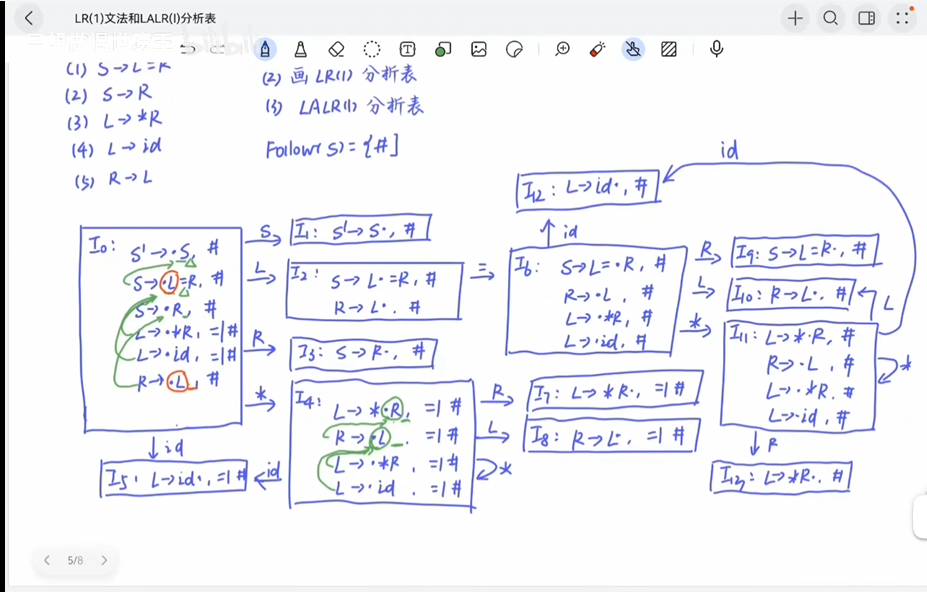 LR(1)文法和LALR(1)分析表
(1) S→L=R
(2) S→R
(3) L→*R
(4) L→id
(5) R→L
(2) 画 LR(1) 分析表
(3) LALR(1) 分析表
Follow(S)={#}
I0:
S'→·S, #
S→·L=R, #
S→·R, #
L→·*R, =|#
L→·id, =|#
R→·L, #
S
I1: S'→S·, #
L
I2: S→L·=R, #
R→L·, #
R
I3: S→R·, #
*
I4:
L→*·R, =|#
R→·L, =|#
L→·*R, =|#
L→·id, =|#
id
I5: L→id·, =|#
id
=
I6: S→L=·R, #
R→·L, #
L→·*R, #
L→·id, #
R
I7: L→*R·, =|#
L
I8: R→L·, =|#
*
id
I12: L→id·, #
id
R
I9: S→L=R·, #
L
I10: R→L·, #
L
*
I11: L→*·R, #
R→·L, #
L→·*R, #
L→·id, #
*
R
I13: L→*R·, #
5/8